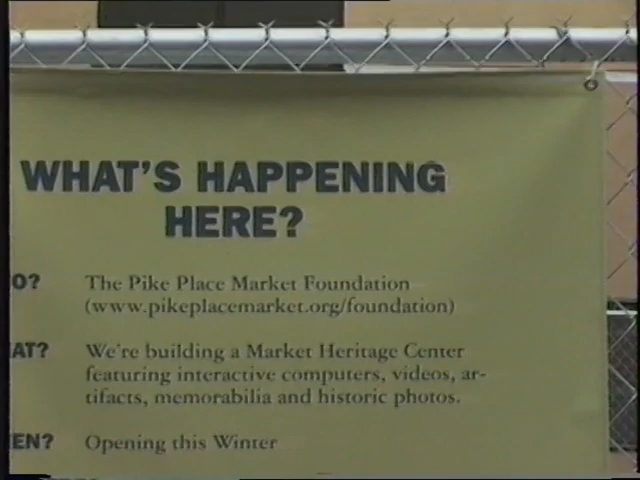 WHAT'S HAPPENING
HERE?
O? The Pike Place Market Foundation
(www.pikeplacemarket.org/foundation)
AT? We're building a Market Heritage Center
featuring interactive computers, videos, ar-
tifacts, memorabilia and historic photos.
EN? Opening this Winter